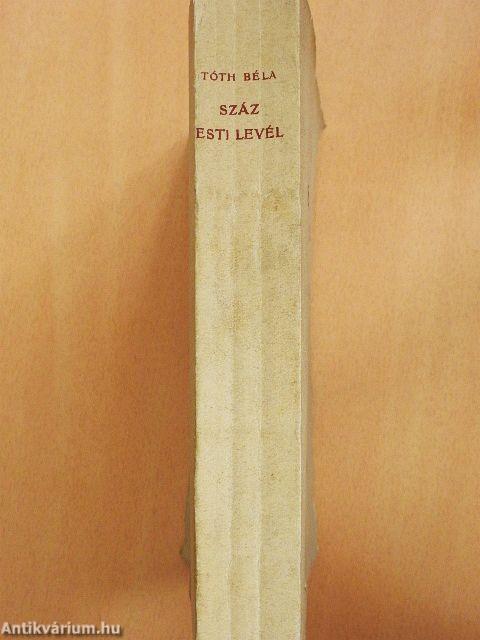 TÓTH BÉLA
SZÁZ
ESTI LEVÉL
Antikvárium.hu